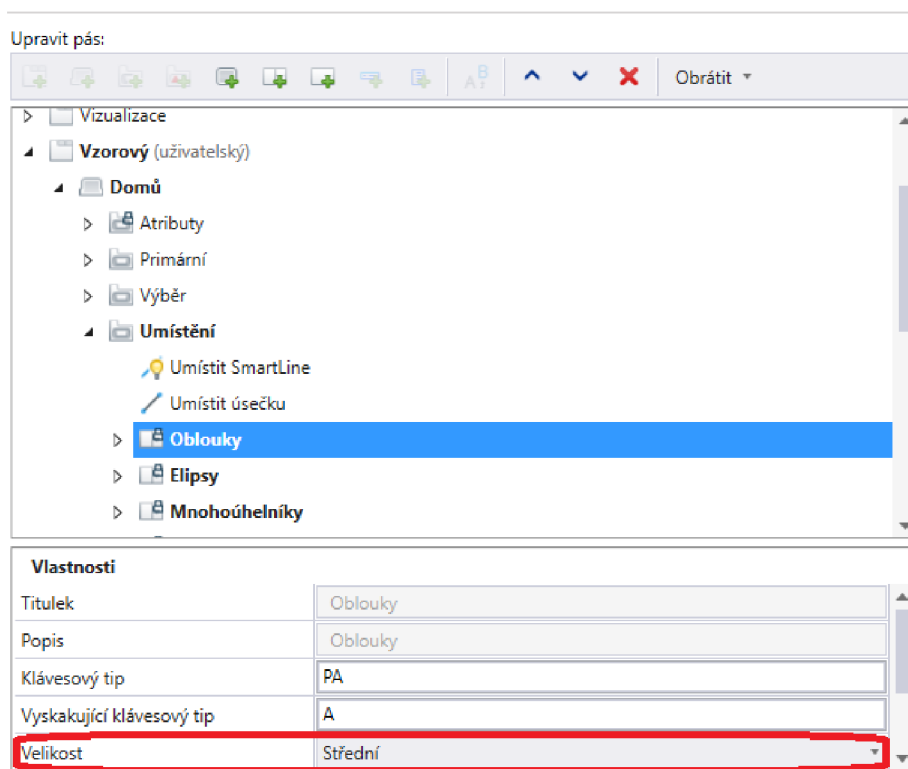 Upravit pás:
Obrátit
Vizualizace
Vzorový (uživatelský)
Domů
Atributy
Primární
Výběr
Umístění
Umístit SmartLine
Umístit úsečku
Oblouky
Elipsy
Mnohoúhelníky
Vlastnosti
Titulek Oblouky
Popis Oblouky
Klávesový tip PA
Vyskakující klávesový tip A
Velikost Střední